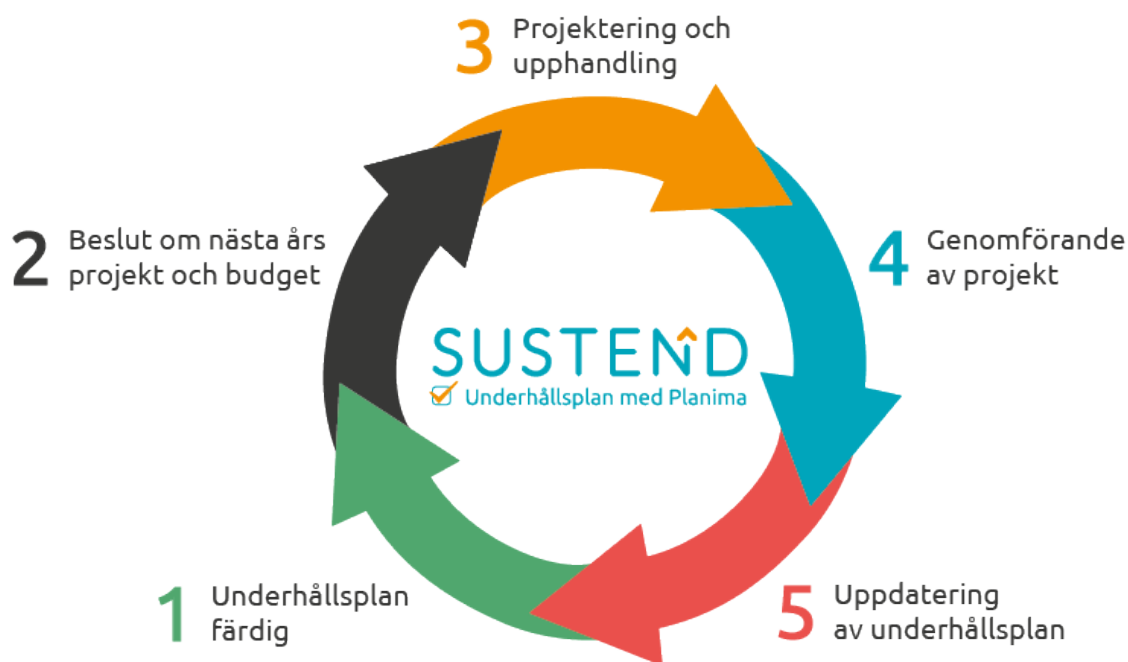 3 Projektering och
upphandling
2 Beslut om nästa års
projekt och budget
4 Genomförande
av projekt
SUSTEND
Underhållsplan med Planima
1 Underhållsplan
färdig
5 Uppdatering
av underhållsplan